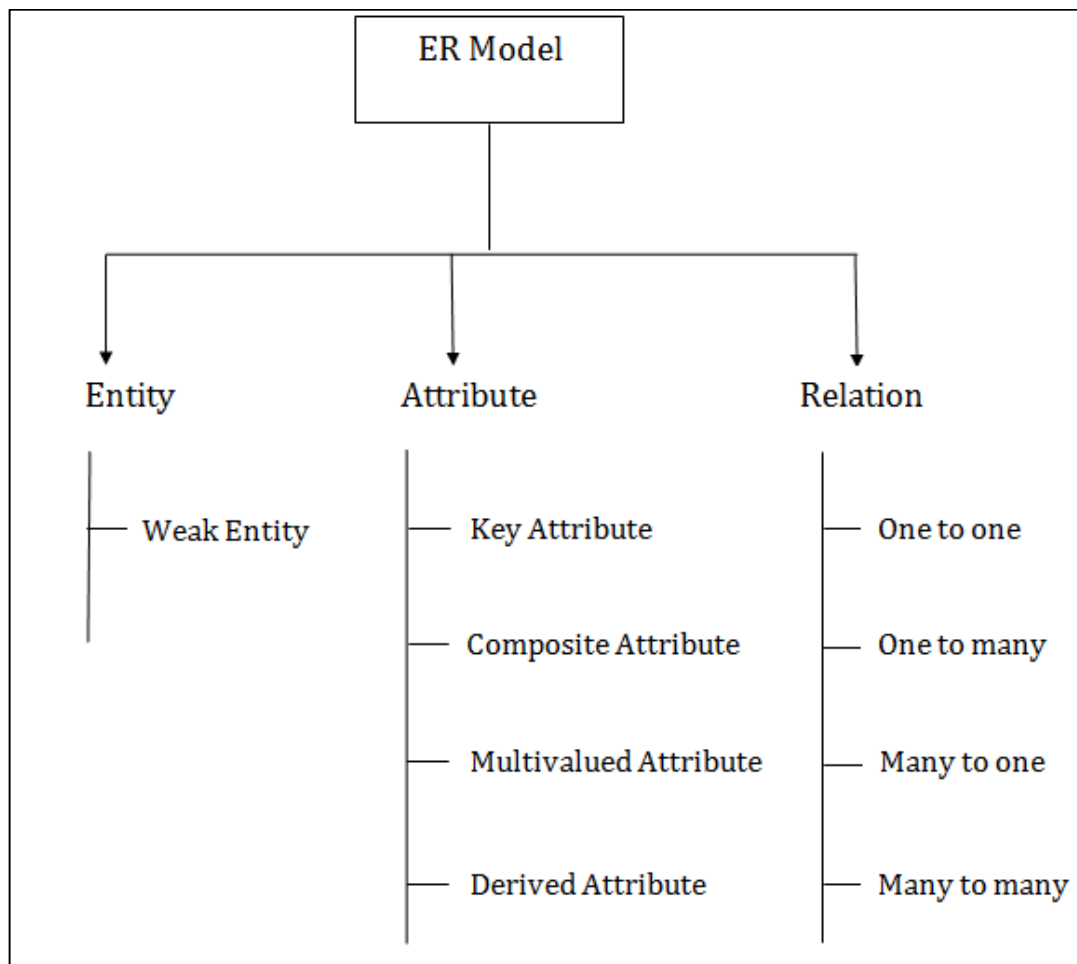 ER Model
Entity
Attribute
Relation
Weak Entity
Key Attribute
One to one
Composite Attribute
One to many
Multivalued Attribute
Many to one
Derived Attribute
Many to many